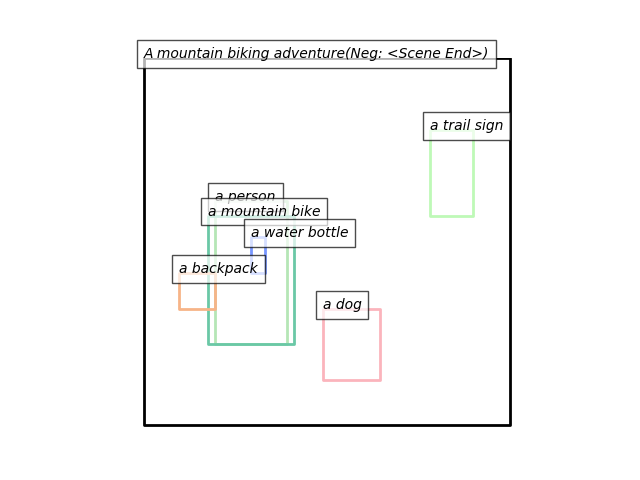 A mountain biking adventure(Neg: <Scene End>)
a trail sign
a person
a mountain bike
a water bottle
a backpack
a dog